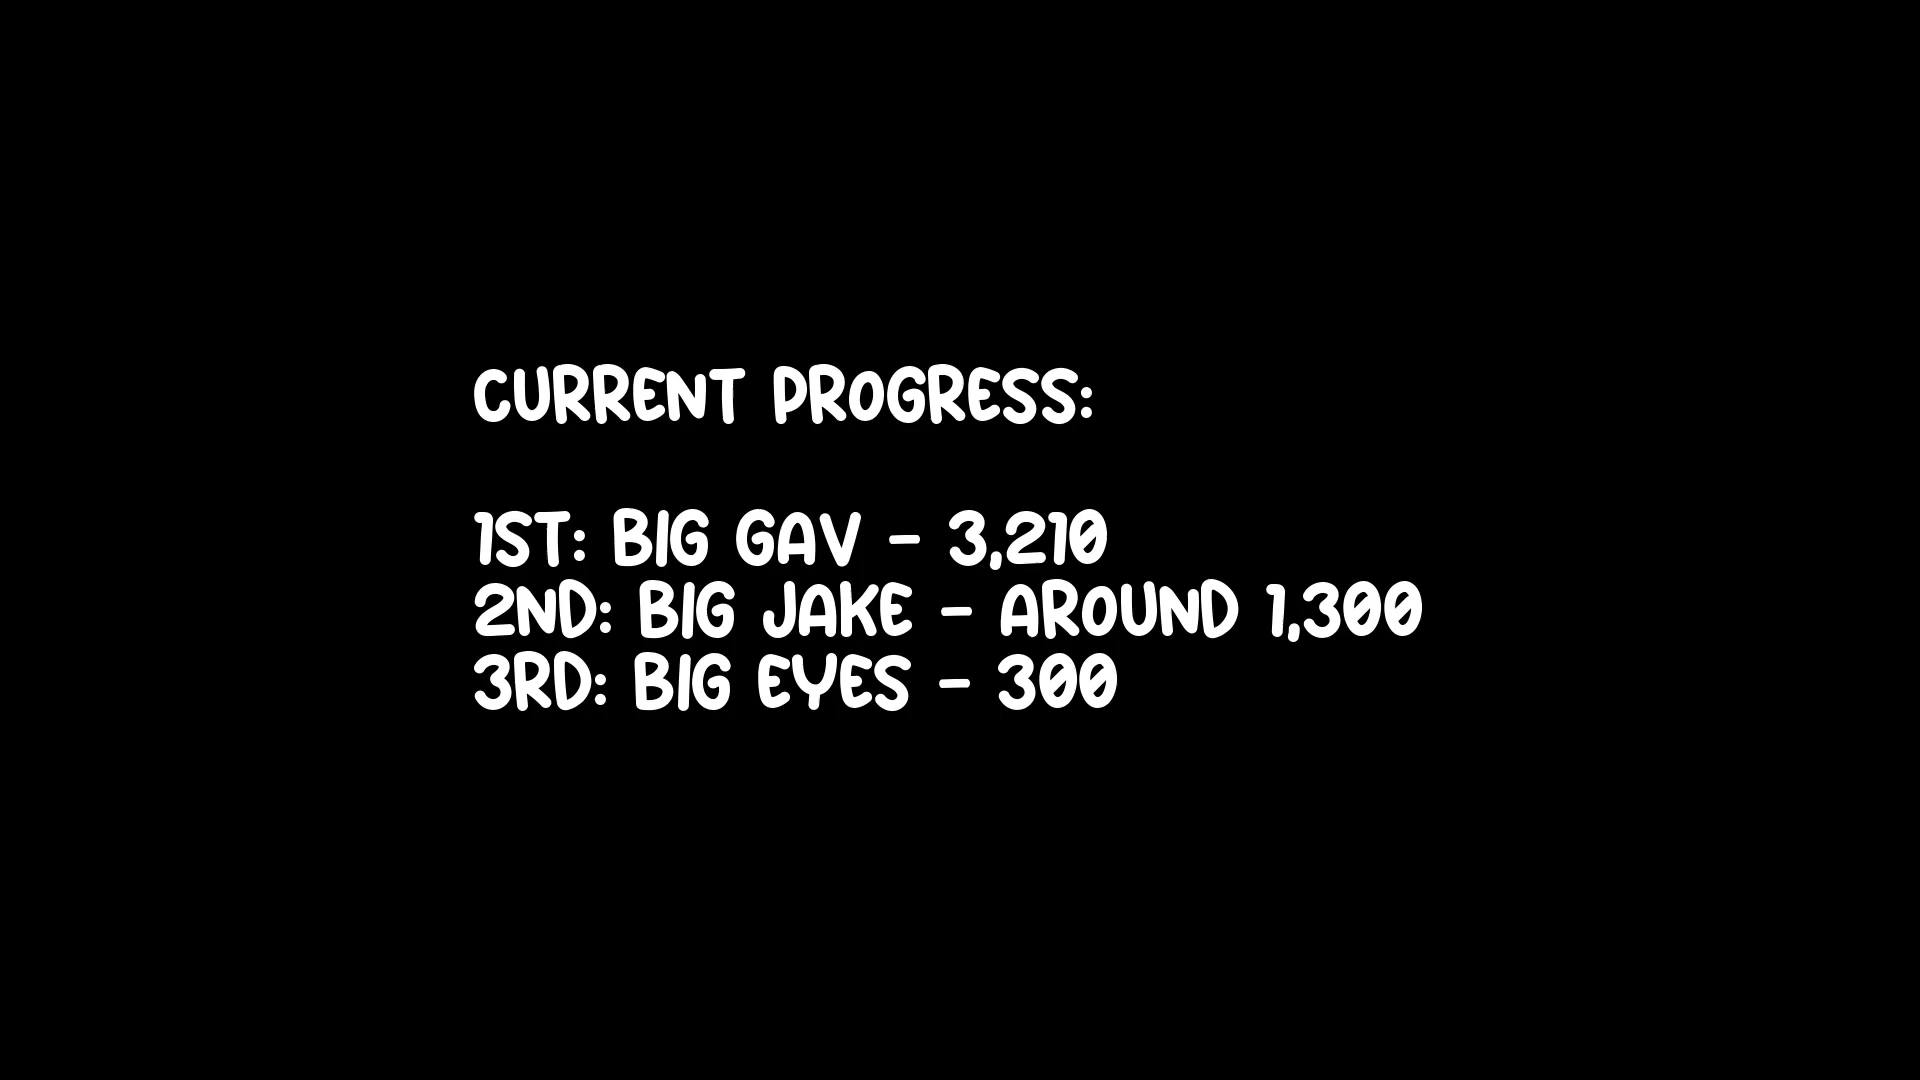 CURRENT PROGRESS:
1ST: BIG GAV - 3,210
2ND: BIG JAKE - AROUND 1,300
3RD: BIG EYES - 300